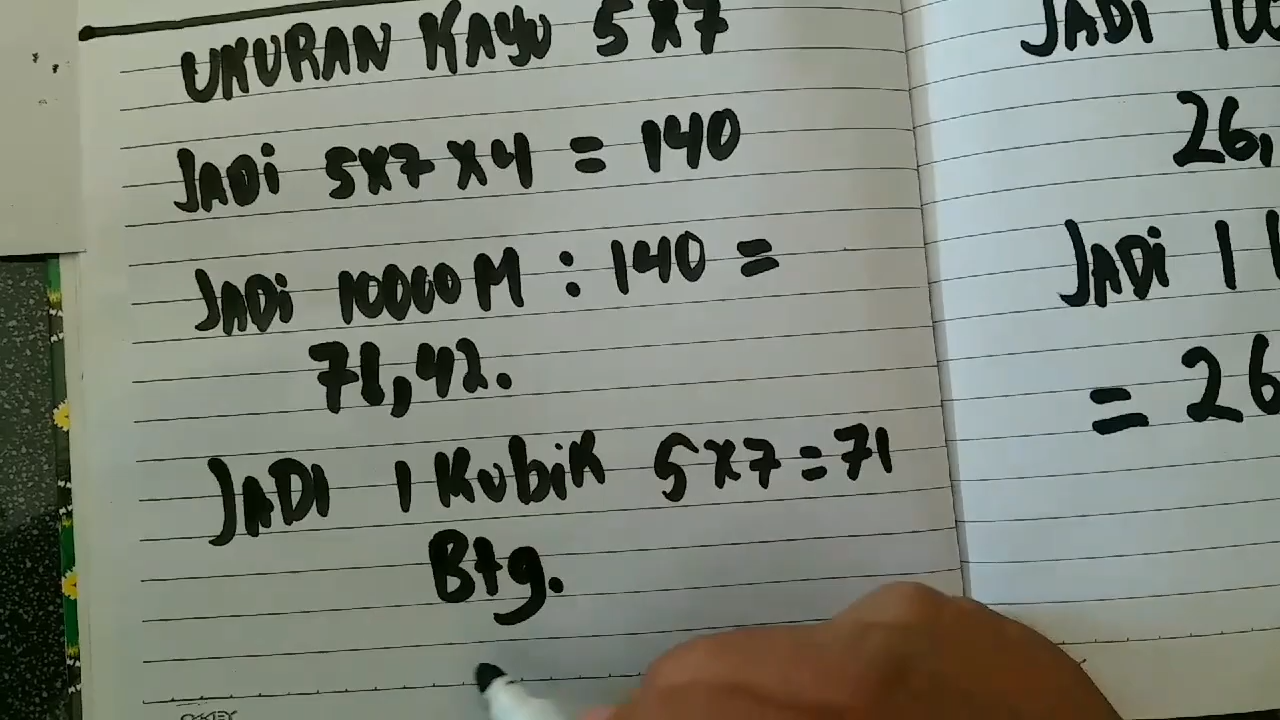 UKURAN KAYU 5x7
JADi 5x7 x4 = 140
JADi 10000M : 140 =
71,42.
JADI 1 KubiK 5x7=71
Btg.
JADi
26,
JADi 1
= 26